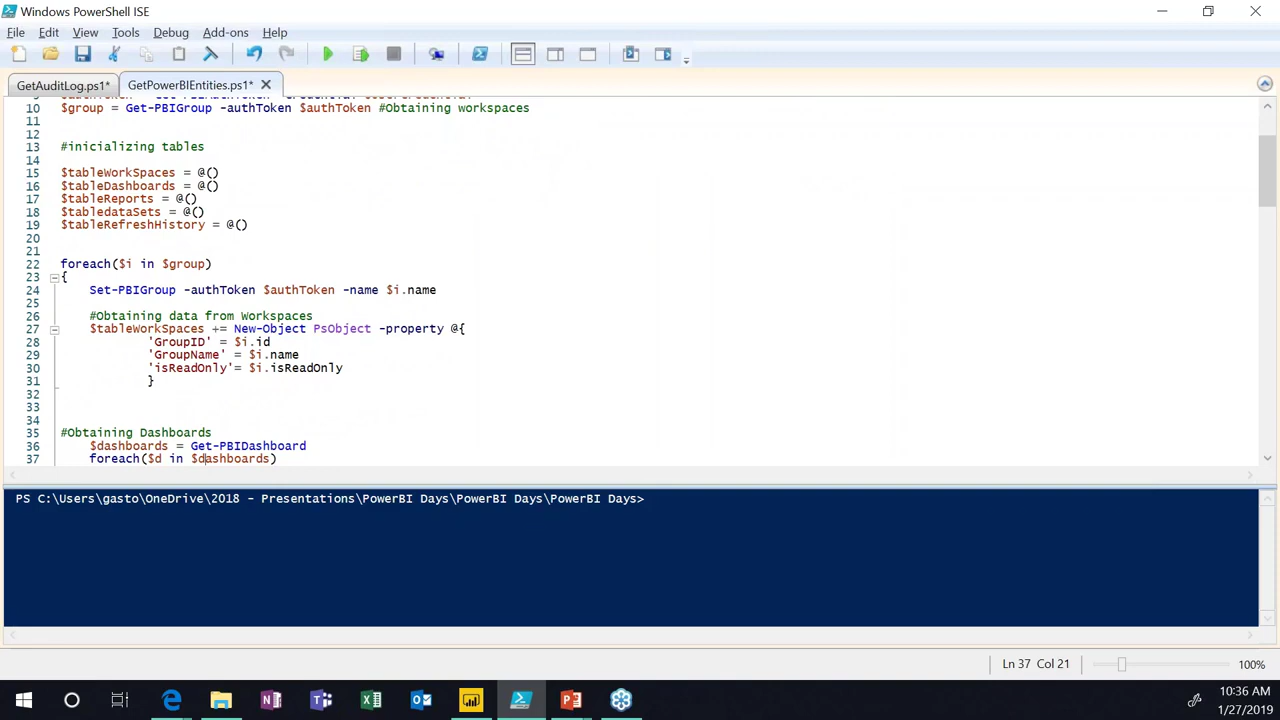 Windows PowerShell ISE
File Edit View Tools Debug Add-ons Help
GetAuditLog.ps1* GetPowerBIEntities.ps1*
10 $group = Get-PBIGroup -authToken $authToken #Obtaining workspaces
11
12
13 #inicializing tables
14
15 $tableWorkSpaces = @()
16 $tableDashboards = @()
17 $tableReports = @()
18 $tabledataSets = @()
19 $tableRefreshHistory = @()
20
21
22 foreach($i in $group)
23 {
24 Set-PBIGroup -authToken $authToken -name $i.name
25
26 #Obtaining data from Workspaces
27 $tableWorkSpaces += New-Object PsObject -property @{
28 'GroupID' = $i.id
29 'GroupName' = $i.name
30 'isReadOnly'= $i.isReadOnly
31 }
32
33
34
35 #Obtaining Dashboards
36 $dashboards = Get-PBIDashboard
37 foreach($d in $dashboards)
PS C:\Users\gasto\OneDrive\2018 - Presentations\PowerBI Days\PowerBI Days\PowerBI Days>
Ln 37 Col 21 100%
10:36 AM
1/27/2019